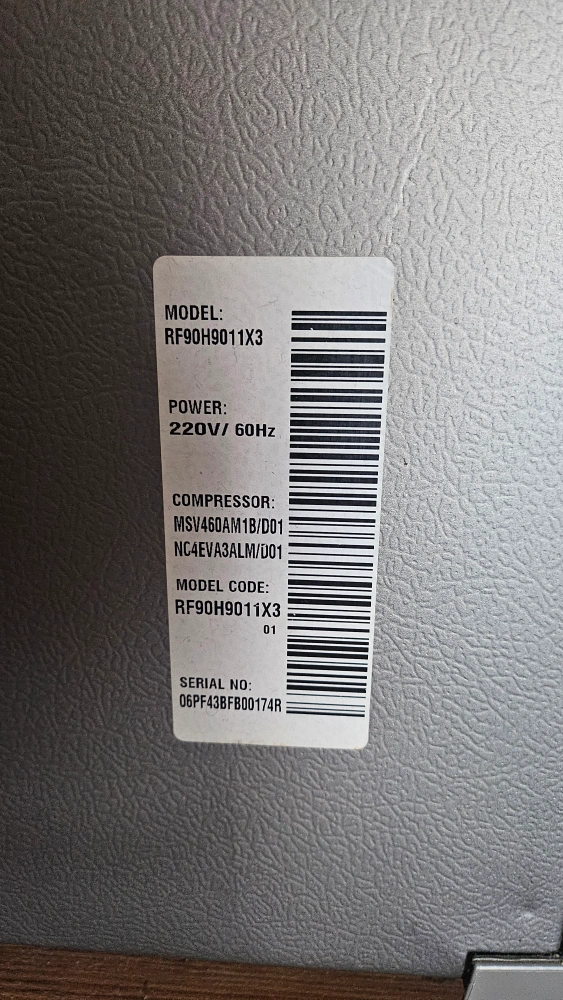 MODEL:
RF90H9011X3
POWER:
220V/ 60Hz
COMPRESSOR:
MSV460AM1B/D01
NC4EVA3ALM/D01
MODEL CODE:
RF90H9011X3
01
SERIAL NO:
06PF43BFB00174R